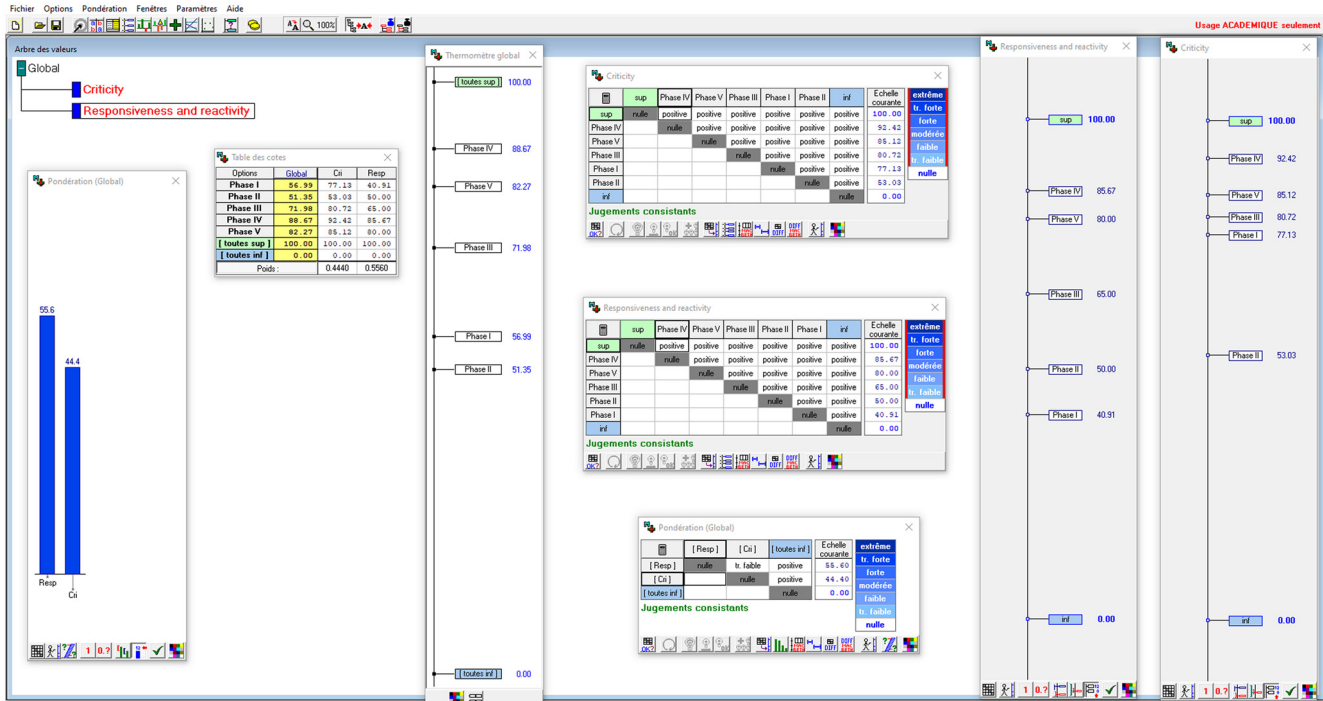 Fichier Options Pondération Fenêtres Paramètres Aide
100%
Usage ACADEMIQUE seulement
Arbre des valeurs
Global
Criticity
Responsiveness and reactivity
Table des cotes
Options Global Cri Resp
Phase I 56.99 77.13 40.91
Phase II 51.35 53.03 50.00
Phase III 71.98 80.72 65.00
Phase IV 88.67 92.42 85.67
Phase V 82.27 85.12 80.00
[ toutes sup ] 100.00 100.00 100.00
[ toutes inf ] 0.00 0.00 0.00
Poids : 0.4440 0.5560
Pondération (Global)
55.6
44.4
Resp
Cri
1 0.?
Thermomètre global
[ toutes sup ] 100.00
Phase IV 88.67
Phase V 82.27
Phase III 71.98
Phase I 56.99
Phase II 51.35
[ toutes inf ] 0.00
Criticity
sup Phase IV Phase V Phase III Phase I Phase II inf Echelle courante
sup nulle positive positive positive positive positive positive 100.00
Phase IV nulle positive positive positive positive positive 92.42
Phase V nulle positive positive positive positive 85.12
Phase III nulle positive positive positive 80.72
Phase I nulle positive positive 77.13
Phase II nulle positive 53.03
inf nulle 0.00
extrême
tr. forte
forte
modérée
faible
tr. faible
nulle
Jugements consistants
OK? DIFF
Responsiveness and reactivity
sup Phase IV Phase V Phase III Phase II Phase I inf Echelle courante
sup nulle positive positive positive positive positive positive 100.00
Phase IV nulle positive positive positive positive positive 85.67
Phase V nulle positive positive positive positive 80.00
Phase III nulle positive positive positive 65.00
Phase II nulle positive positive 50.00
Phase I nulle positive 40.91
inf nulle 0.00
extrême
tr. forte
forte
modérée
faible
tr. faible
nulle
Jugements consistants
OK? DIFF
Pondération (Global)
[ Resp ] [ Cri ] [ toutes inf ] Echelle courante
[ Resp ] nulle tr. faible positive 55.60
[ Cri ] nulle positive 44.40
[ toutes inf ] nulle 0.00
extrême
tr. forte
forte
modérée
faible
tr. faible
nulle
Jugements consistants
OK? DIFF
Responsiveness and reactivity
sup 100.00
Phase IV 85.67
Phase V 80.00
Phase III 65.00
Phase II 50.00
Phase I 40.91
inf 0.00
1 0.?
Criticity
sup 100.00
Phase IV 92.42
Phase V 85.12
Phase III 80.72
Phase I 77.13
Phase II 53.03
inf 0.00
1 0.?